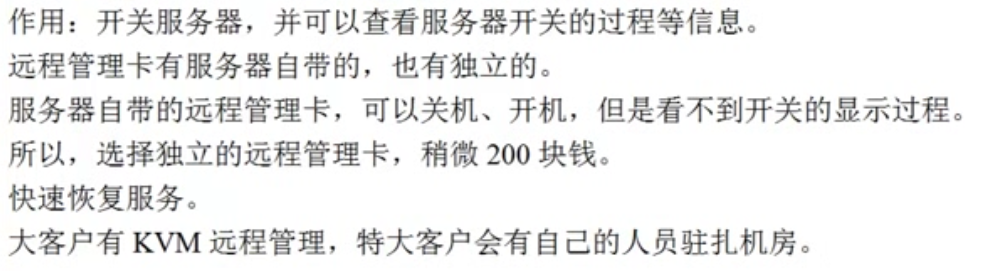 作用：开关服务器，并可以查看服务器开关的过程等信息。
远程管理卡有服务器自带的，也有独立的。
服务器自带的远程管理卡，可以关机、开机，但是看不到开关的显示过程。
所以，选择独立的远程管理卡，稍微 200 块钱。
快速恢复服务。
大客户有 KVM 远程管理，特大客户会有自己的人员驻扎机房。